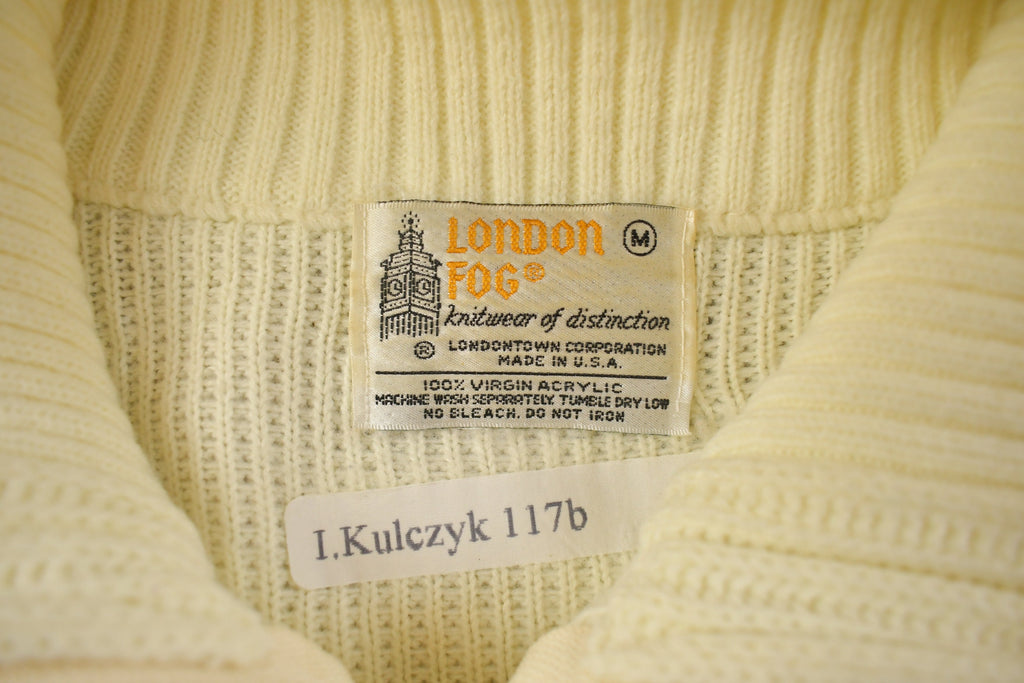 LONDON M
FOG®
knitwear of distinction
® LONDONTOWN CORPORATION
MADE IN U.S.A.
100% VIRGIN ACRYLIC
MACHINE WASH SEPARATELY. TUMBLE DRY LOW
NO BLEACH. DO NOT IRON
I.Kulczyk 117b